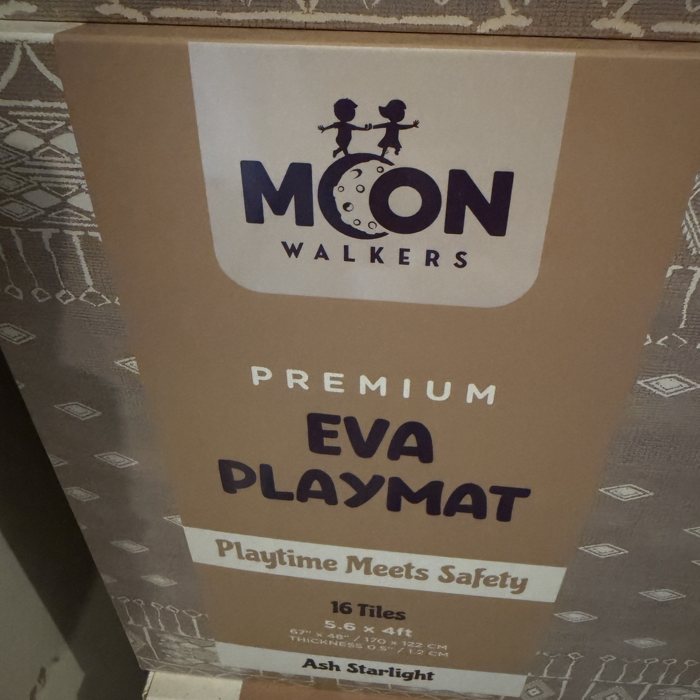 MOON
WALKERS
PREMIUM
EVA
PLAYMAT
Playtime Meets Safety
16 Tiles
5.6 x 4ft
67" x 48" / 170 x 122 CM
THICKNESS 0.5" / 1.2 CM
Ash Starlight